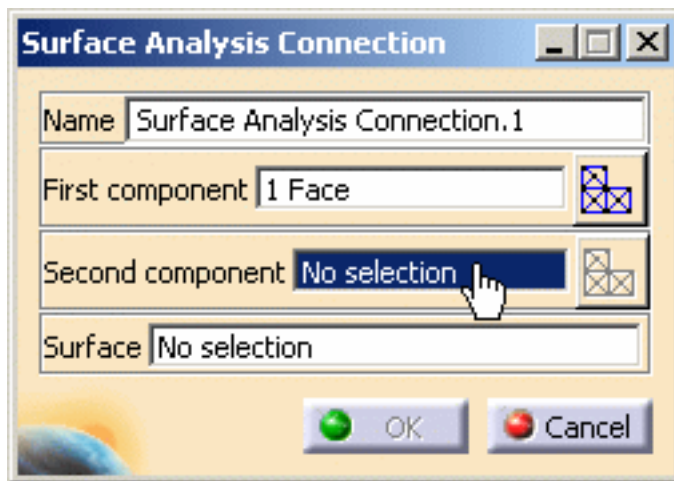 Surface Analysis Connection
Name Surface Analysis Connection.1
First component 1 Face
Second component No selection
Surface No selection
OK Cancel